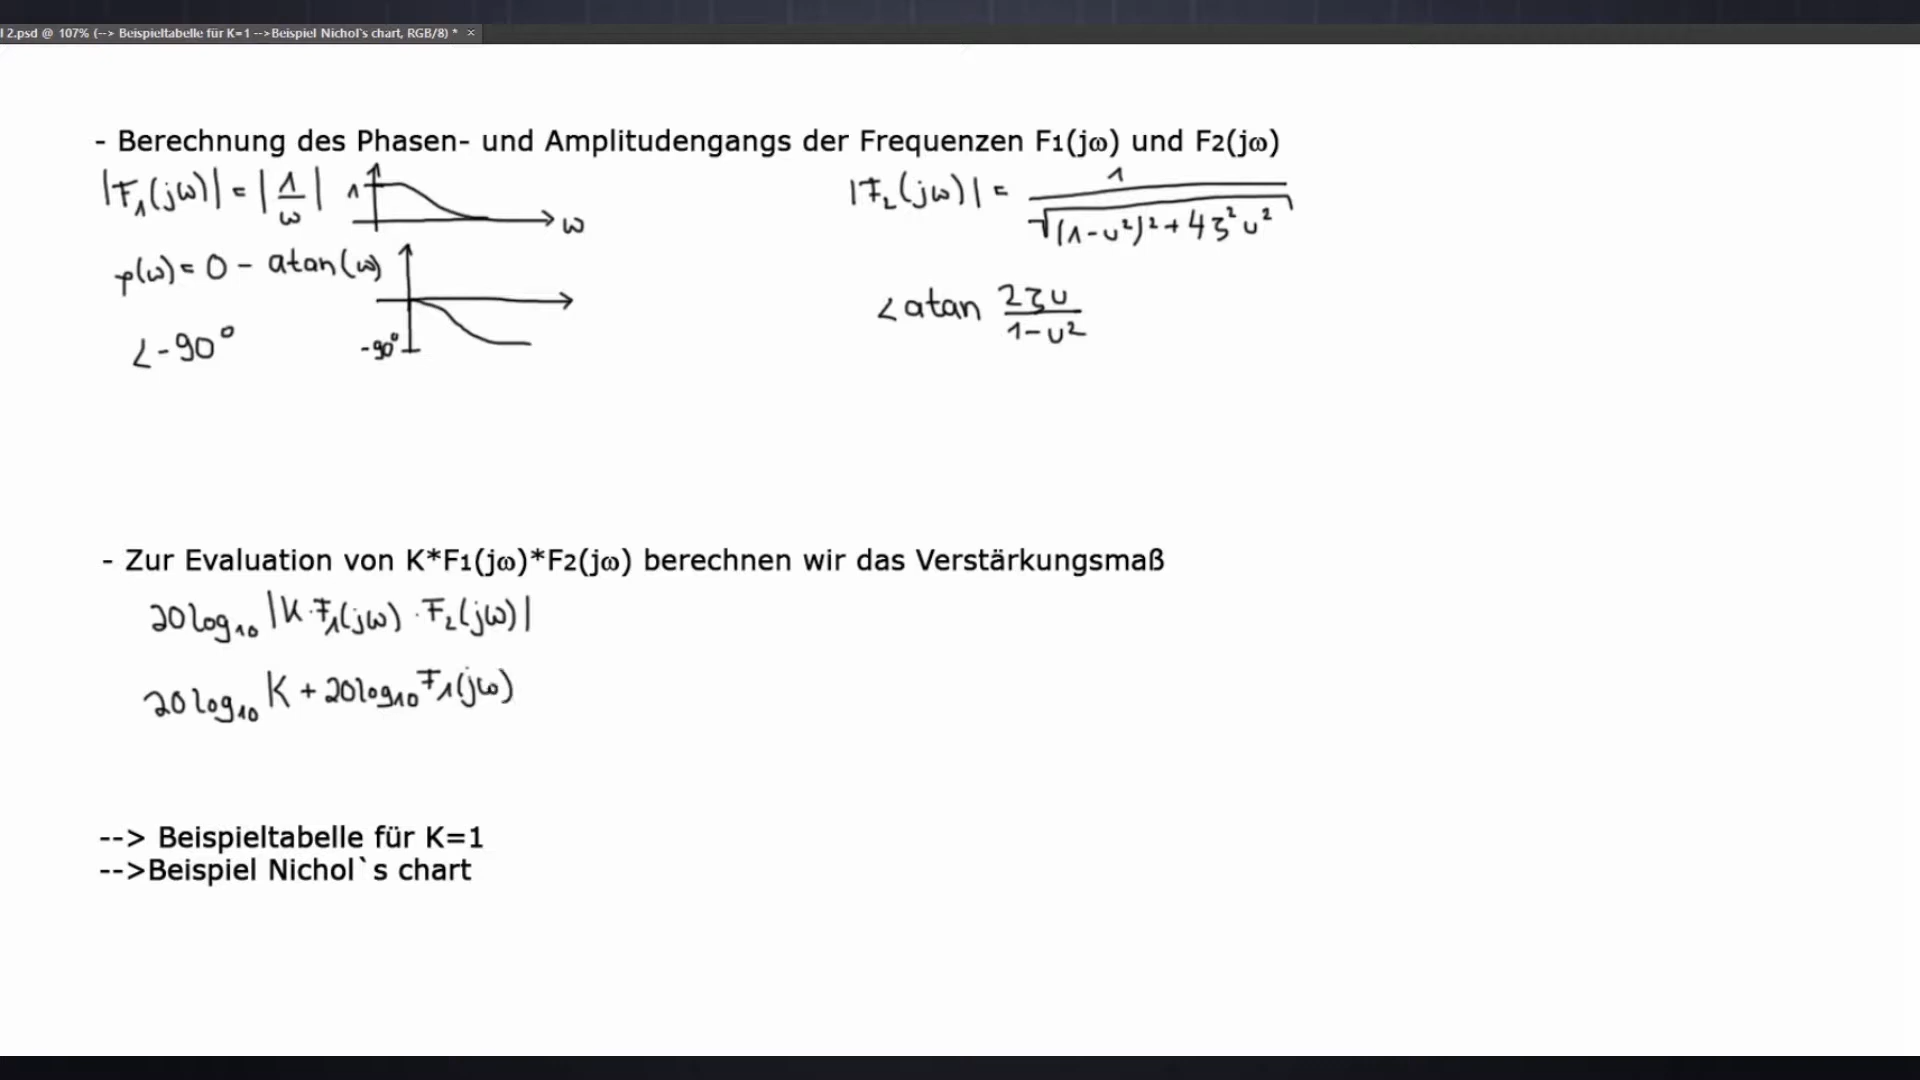 l 2.psd @ 107% (--> Beispieltabelle für K=1 -->Beispiel Nichol`s chart, RGB/8) * ×
- Berechnung des Phasen- und Amplitudengangs der Frequenzen F1(jω) und F2(jω)
|F₁(jω)| = |1/ω|
1
ω
φ(ω) = 0 - atan(ω)
∠-90°
-90°
|F₂(jω)| = 1/√((1-u²)²+4ζ²u²)
∠atan 2ζu/1-u²
- Zur Evaluation von K*F1(jω)*F2(jω) berechnen wir das Verstärkungsmaß
20log₁₀|K·F₁(jω)·F₂(jω)|
20log₁₀K + 20log₁₀F₁(jω)
--> Beispieltabelle für K=1
-->Beispiel Nichol`s chart